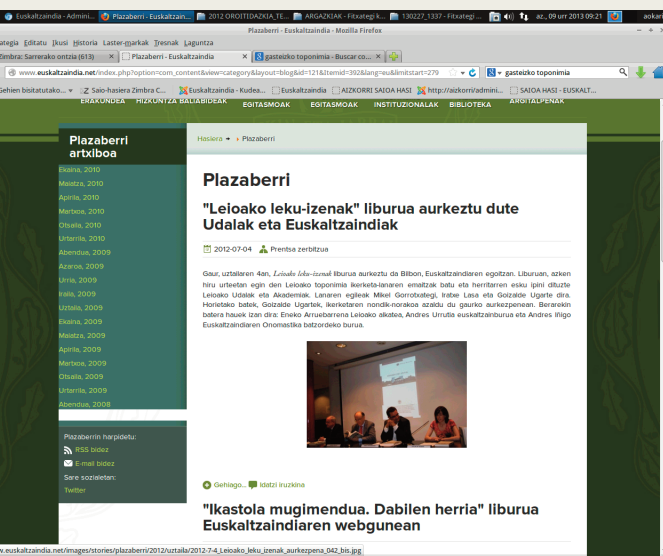 Euskaltzaindia - Admini... Plazaberri - Euskaltzain... 2012 OROITIDAZKIA_TE... ARGAZKIAK - Fitxategi k... 130227_1337 - Fitxategi ... az., 09 urr 2013 09:21 aokari
Plazaberri - Euskaltzaindia - Mozilla Firefox
ategia Editatu Ikusi Historia Laster-markak Tresnak Laguntza
Zimbra: Sarrerako ontzia (613) Plazaberri - Euskaltzaindia gasteizko toponimia - Buscar co...
www.euskaltzaindia.net/index.php?option=com_content&view=category&layout=blog&id=121&Itemid=392&lang=eu&limitstart=279 gasteizko toponimia
Gehien bisitatutako... Saio-hasiera Zimbra C... Euskaltzaindia - Kudea... Euskaltzaindia AIZKORRI SAIOA HASI http://aizkorri/admini... SAIOA HASI - EUSKALT...
ERAKUNDEA HIZKUNTZA BALIABIDEAK EGITASMOAK EGITASMOAK INSTITUZIONALAK BIBLIOTEKA ARGITALPENAK
Plazaberri
artxiboa
Ekaina, 2010
Maiatza, 2010
Apirila, 2010
Martxoa, 2010
Otsaila, 2010
Urtarrila, 2010
Abendua, 2009
Azaroa, 2009
Urria, 2009
Iraila, 2009
Uztaila, 2009
Ekaina, 2009
Maiatza, 2009
Apirila, 2009
Martxoa, 2009
Otsaila, 2009
Urtarrila, 2009
Abendua, 2008
Plazaberrin harpidetu:
RSS bidez
E-mail bidez
Sare sozialetan:
Twitter
Hasiera Plazaberri
Plazaberri
"Leioako leku-izenak" liburua aurkeztu dute
Udalak eta Euskaltzaindiak
2012-07-04 Prentsa zerbitzua
Gaur, uztailaren 4an, Leioako leku-izenak liburua aurkeztu da Bilbon, Euskaltzaindiaren egoitzan. Liburuan, azken
hiru urteetan egin den Leioako toponimia ikerketa-lanaren emaitzak batu eta herritarren esku ipini dituzte
Leioako Udalak eta Akademiak. Lanaren egileak Mikel Gorrotxategi, Iratxe Lasa eta Goizalde Ugarte dira.
Horietako batek, Goizalde Ugartek, ikerketaren nondik-norakoa azaldu du gaurko aurkezpenean. Berarekin
batera hauek izan dira: Eneko Arruebarrena Leioako alkatea, Andres Urrutia euskaltzainburua eta Andres Iñigo
Euskaltzaindiaren Onomastika batzordeko burua.
Gehiago... Idatzi iruzkina
"Ikastola mugimendua. Dabilen herria" liburua
Euskaltzaindiaren webgunean
w.euskaltzaindia.net/images/stories/plazaberri/2012/uztaila/2012-7-4_Leioako_leku_izenak_aurkezpena_042_bis.jpg